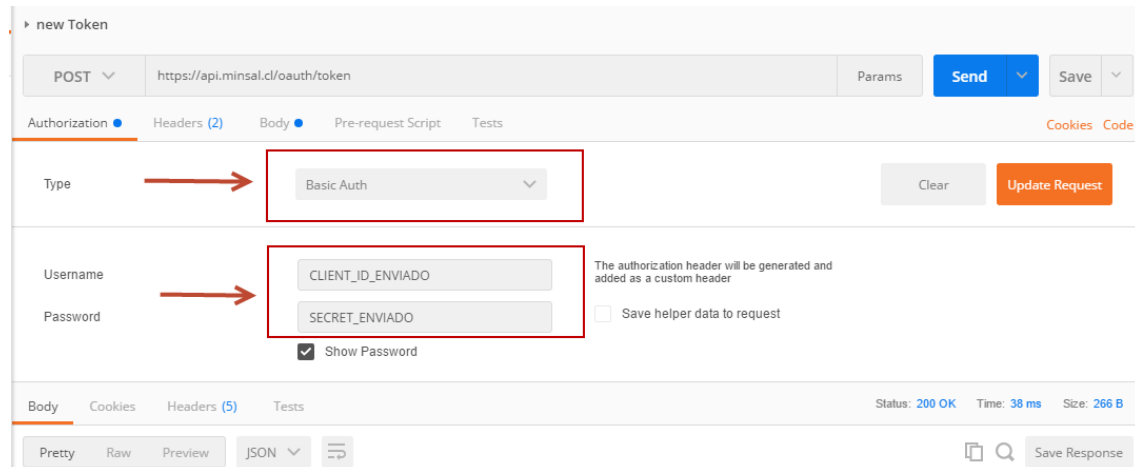 new Token
POST https://api.minsal.cl/oauth/token Params Send Save
Authorization Headers (2) Body Pre-request Script Tests Cookies Code
Type Basic Auth Clear Update Request
Username CLIENT_ID_ENVIADO The authorization header will be generated and
added as a custom header
Password SECRET_ENVIADO Save helper data to request
Show Password
Body Cookies Headers (5) Tests Status: 200 OK Time: 38 ms Size: 266 B
Pretty Raw Preview JSON Save Response